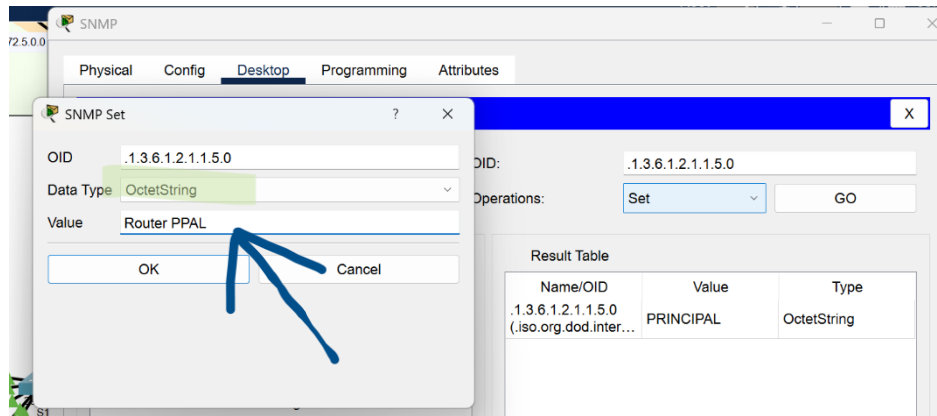 SNMP
72.5.0.0
Physical Config Desktop Programming Attributes
SNMP Set ? X
X
OID .1.3.6.1.2.1.1.5.0
OID: .1.3.6.1.2.1.1.5.0
Data Type OctetString
Operations: Set GO
Value Router PPAL
OK Cancel
Result Table
Name/OID Value Type
.1.3.6.1.2.1.1.5.0
(.iso.org.dod.inter... PRINCIPAL OctetString
S1